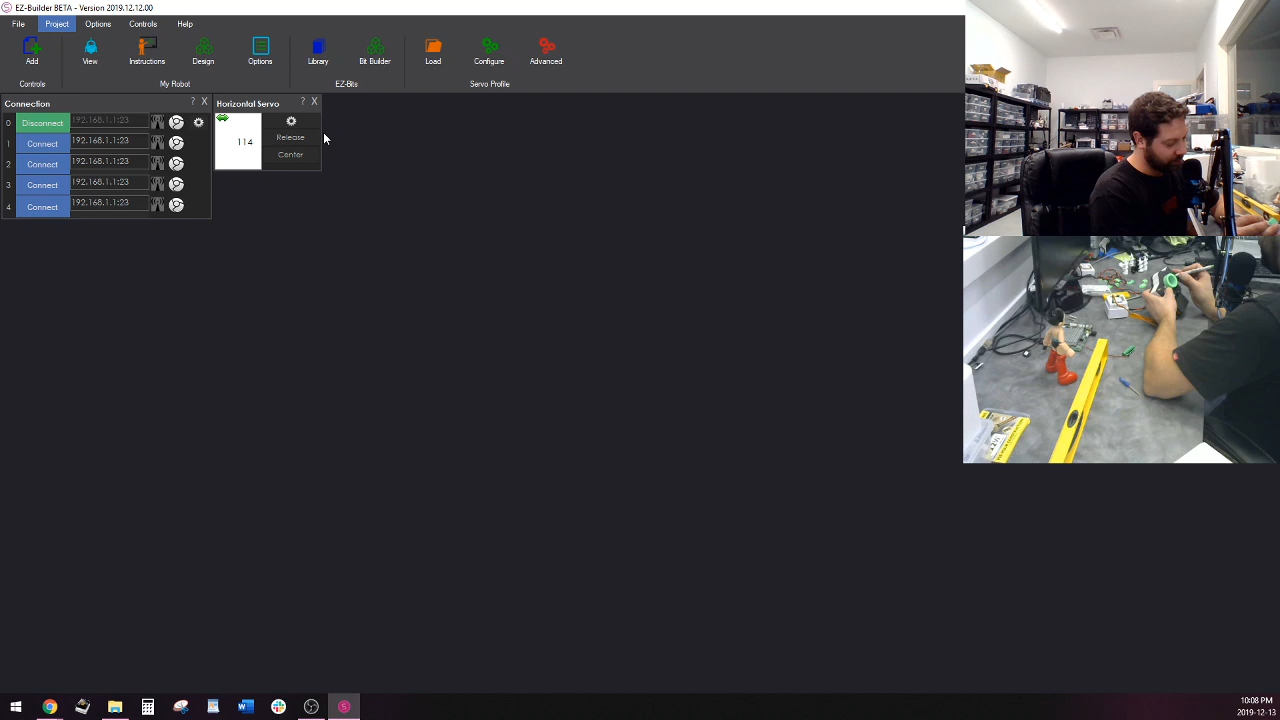 EZ-Builder BETA - Version 2019.12.12.00
File Project Options Controls Help
Add View Instructions Design Options Library Bit Builder Load Configure Advanced
Controls My Robot EZ-Bits Servo Profile
Connection ? X
0 Disconnect 192.168.1.1:23
1 Connect 192.168.1.1:23
2 Connect 192.168.1.1:23
3 Connect 192.168.1.1:23
4 Connect 192.168.1.1:23
Horizontal Servo ? X
114
Release
Center
10:08 PM
2019-12-13